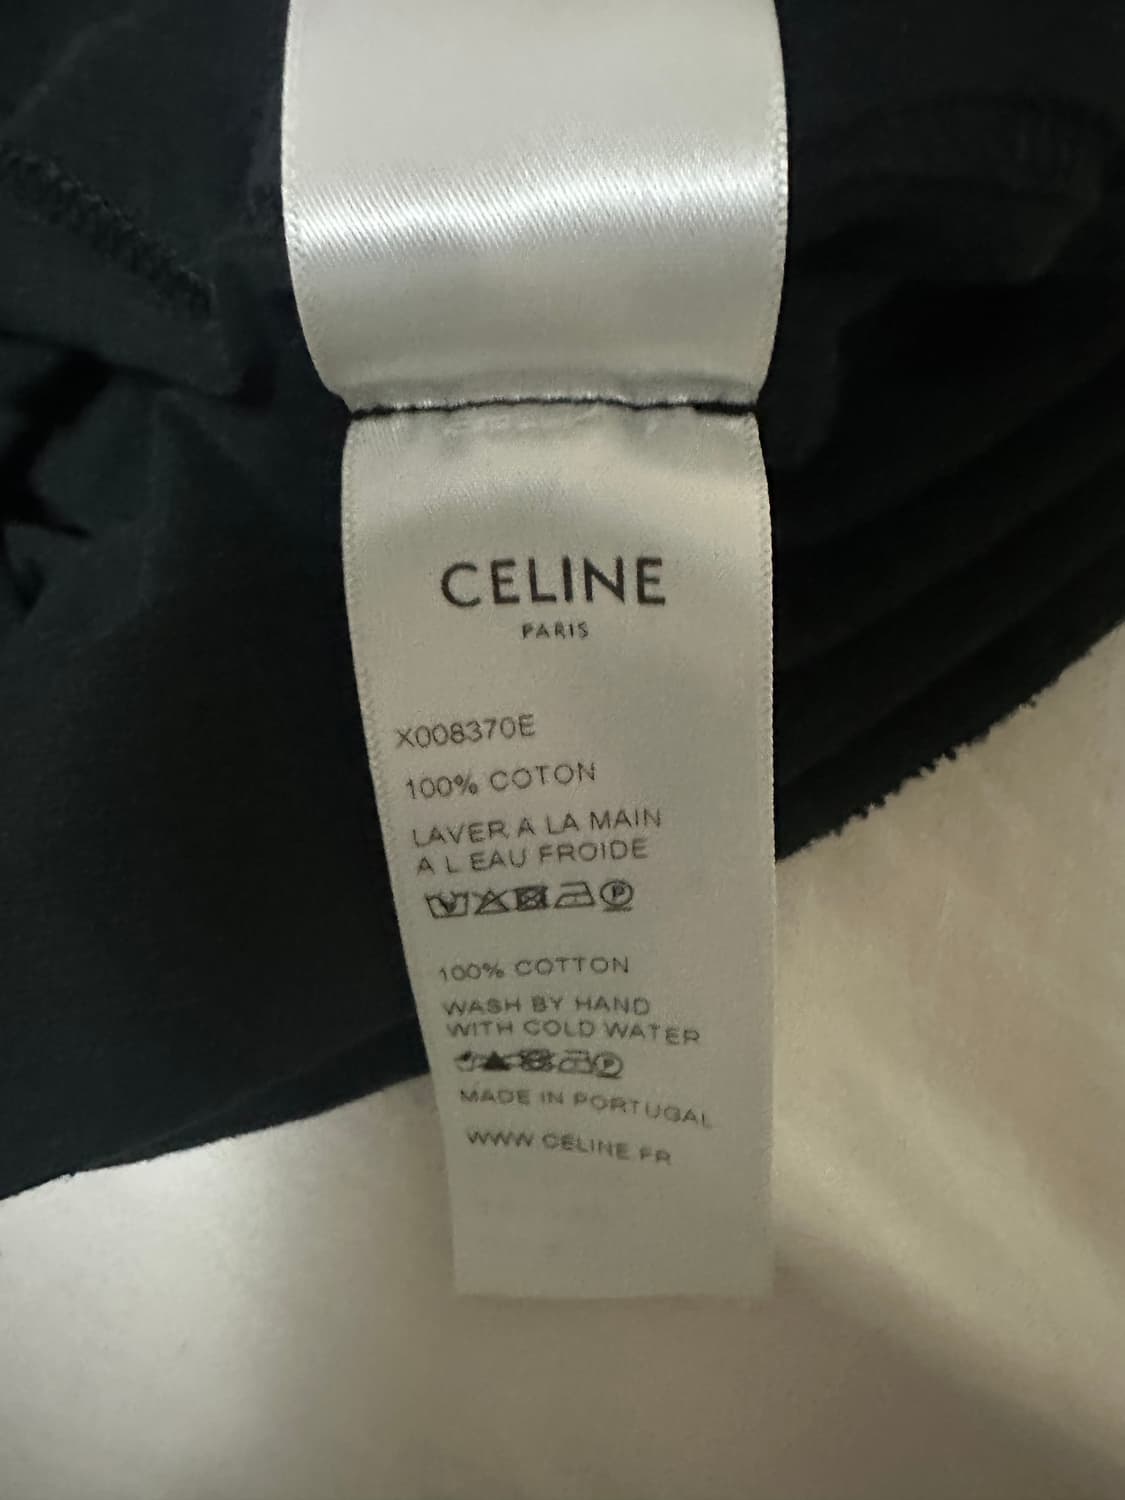 CELINE
PARIS
X008370E
100% COTON
LAVER A LA MAIN
A L EAU FROIDE
P
100% COTTON
WASH BY HAND
WITH COLD WATER
P
MADE IN PORTUGAL
WWW CELINE FR